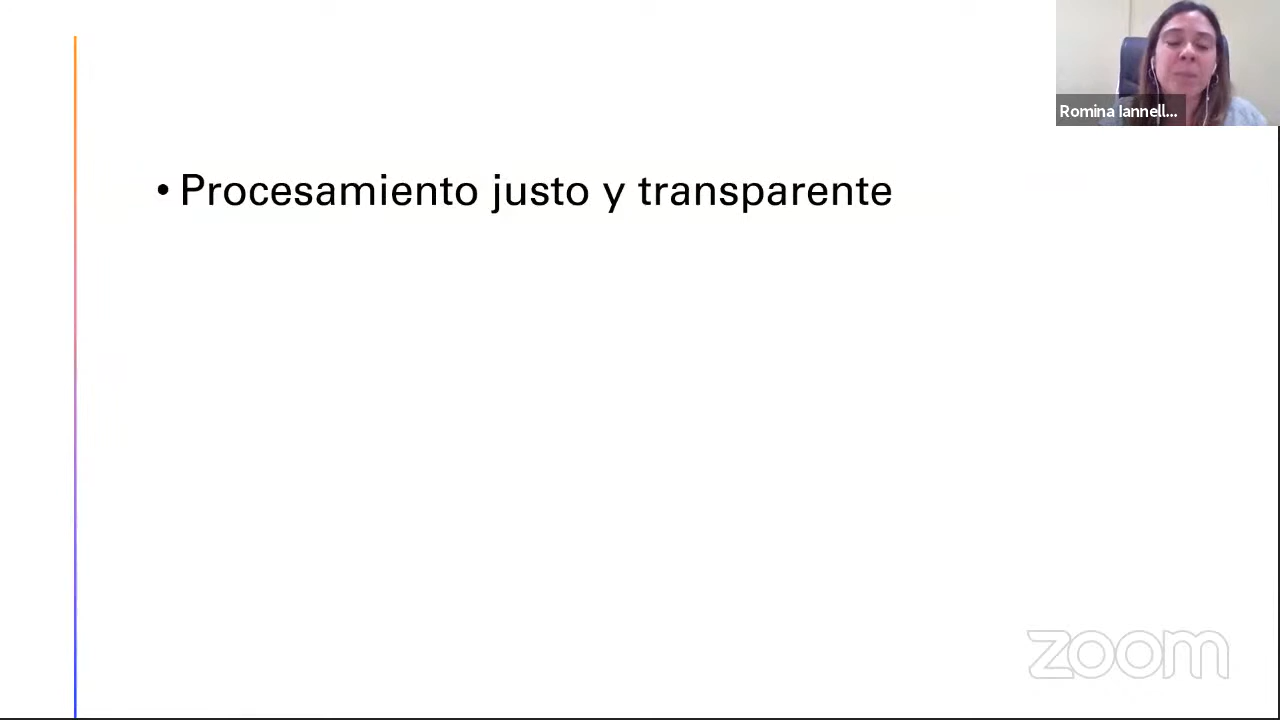 Romina Iannell...
• Procesamiento justo y transparente
zoom